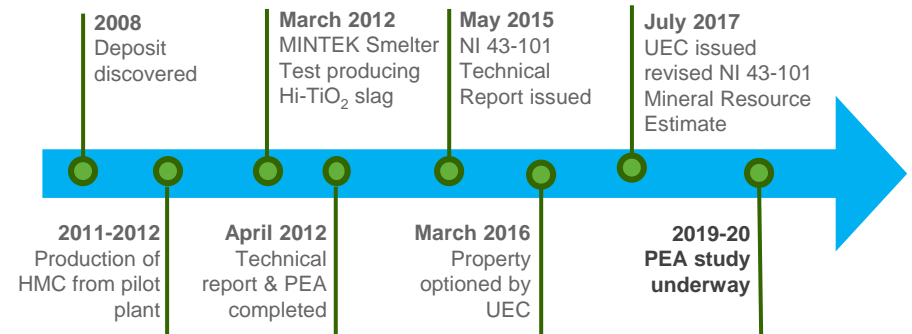 2008
Deposit
discovered
March 2012
MINTEK Smelter
Test producing
Hi-TiO₂ slag
May 2015
NI 43-101
Technical
Report issued
July 2017
UEC issued
revised NI 43-101
Mineral Resource
Estimate
2011-2012
Production of
HMC from pilot
plant
April 2012
Technical
report & PEA
completed
March 2016
Property
optioned by
UEC
2019-20
PEA study
underway